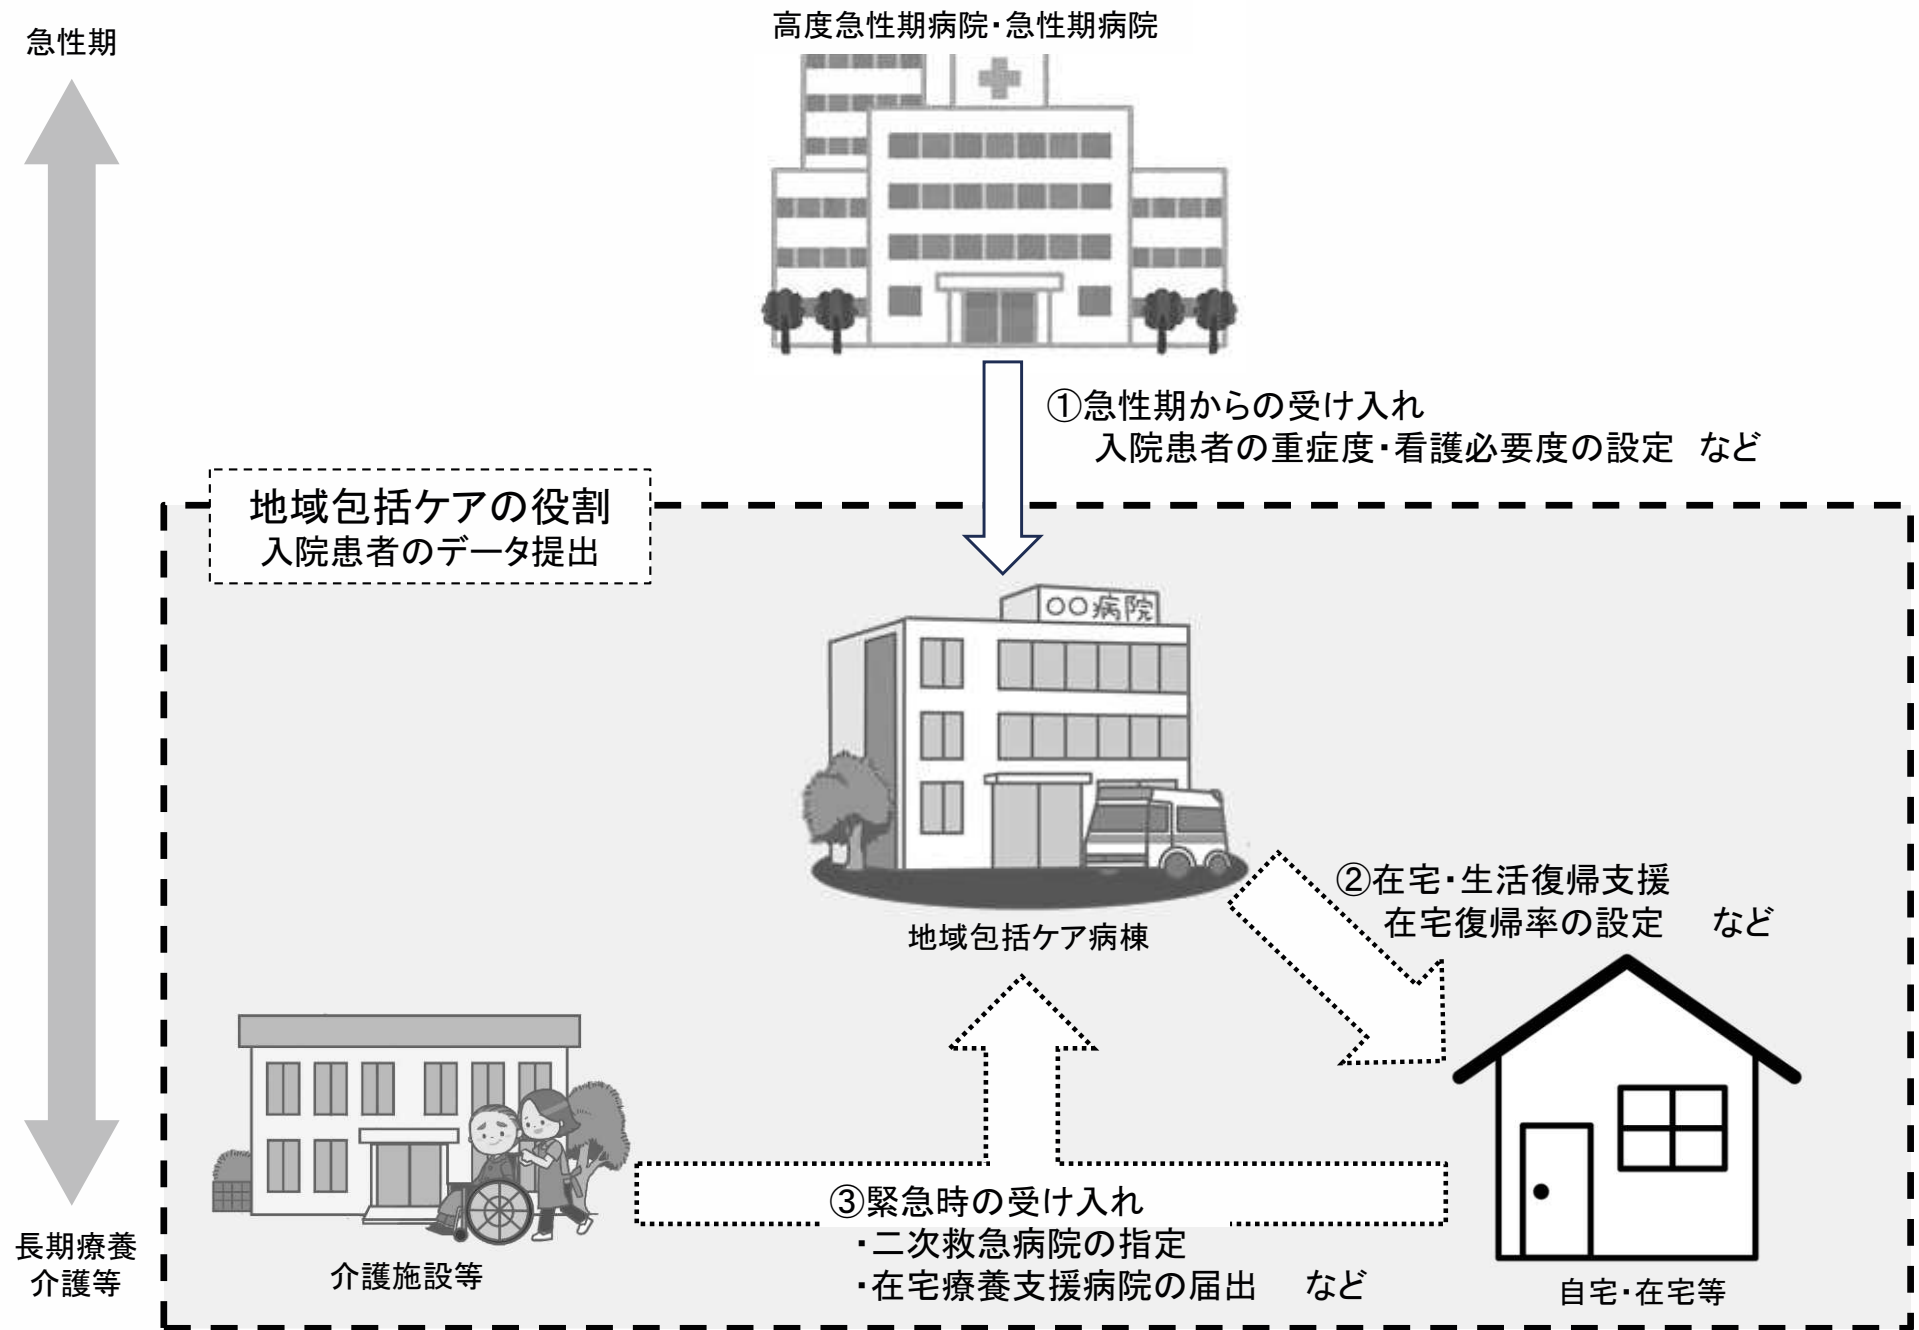 高度急性期病院・急性期病院
急性期
①急性期からの受け入れ
入院患者の重症度・看護必要度の設定　など
地域包括ケアの役割
入院患者のデータ提出
○○病院
②在宅・生活復帰支援
在宅復帰率の設定　など
地域包括ケア病棟
③緊急時の受け入れ
・二次救急病院の指定
・在宅療養支援病院の届出　など
長期療養
介護等
介護施設等
自宅・在宅等